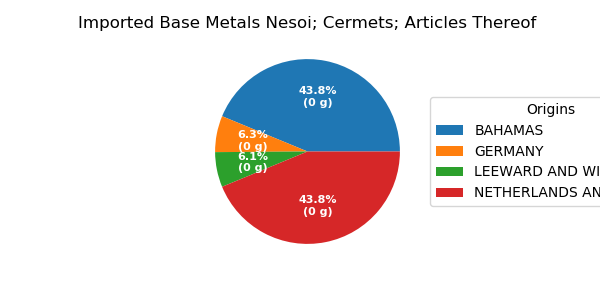 Imported Base Metals Nesoi; Cermets; Articles Thereof
43.8%
(0 g)
6.3%
(0 g)
6.1%
(0 g)
43.8%
(0 g)
Origins
BAHAMAS
GERMANY
LEEWARD AND WI
NETHERLANDS AN